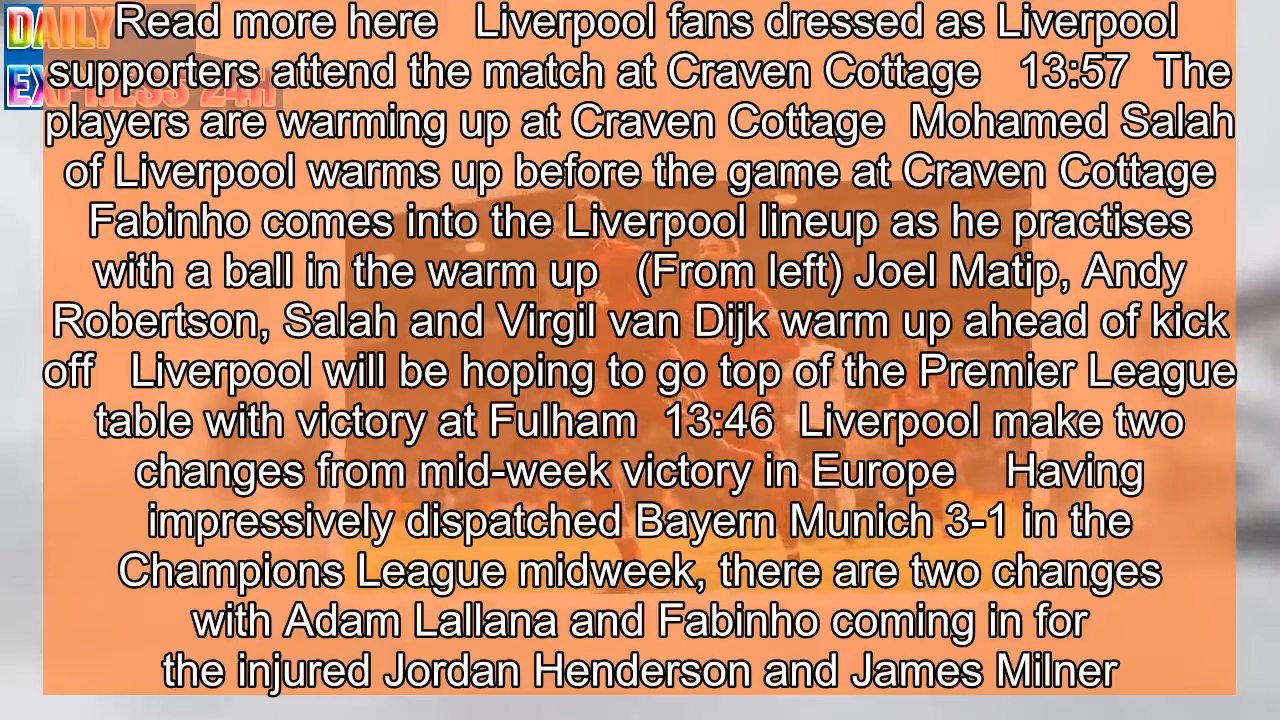 DAILY
EXPRESS 24H
Read more here Liverpool fans dressed as Liverpool
supporters attend the match at Craven Cottage 13:57 The
players are warming up at Craven Cottage Mohamed Salah
of Liverpool warms up before the game at Craven Cottage
Fabinho comes into the Liverpool lineup as he practises
with a ball in the warm up (From left) Joel Matip, Andy
Robertson, Salah and Virgil van Dijk warm up ahead of kick
off Liverpool will be hoping to go top of the Premier League
table with victory at Fulham 13:46 Liverpool make two
changes from mid-week victory in Europe Having
impressively dispatched Bayern Munich 3-1 in the
Champions League midweek, there are two changes
with Adam Lallana and Fabinho coming in for
the injured Jordan Henderson and James Milner